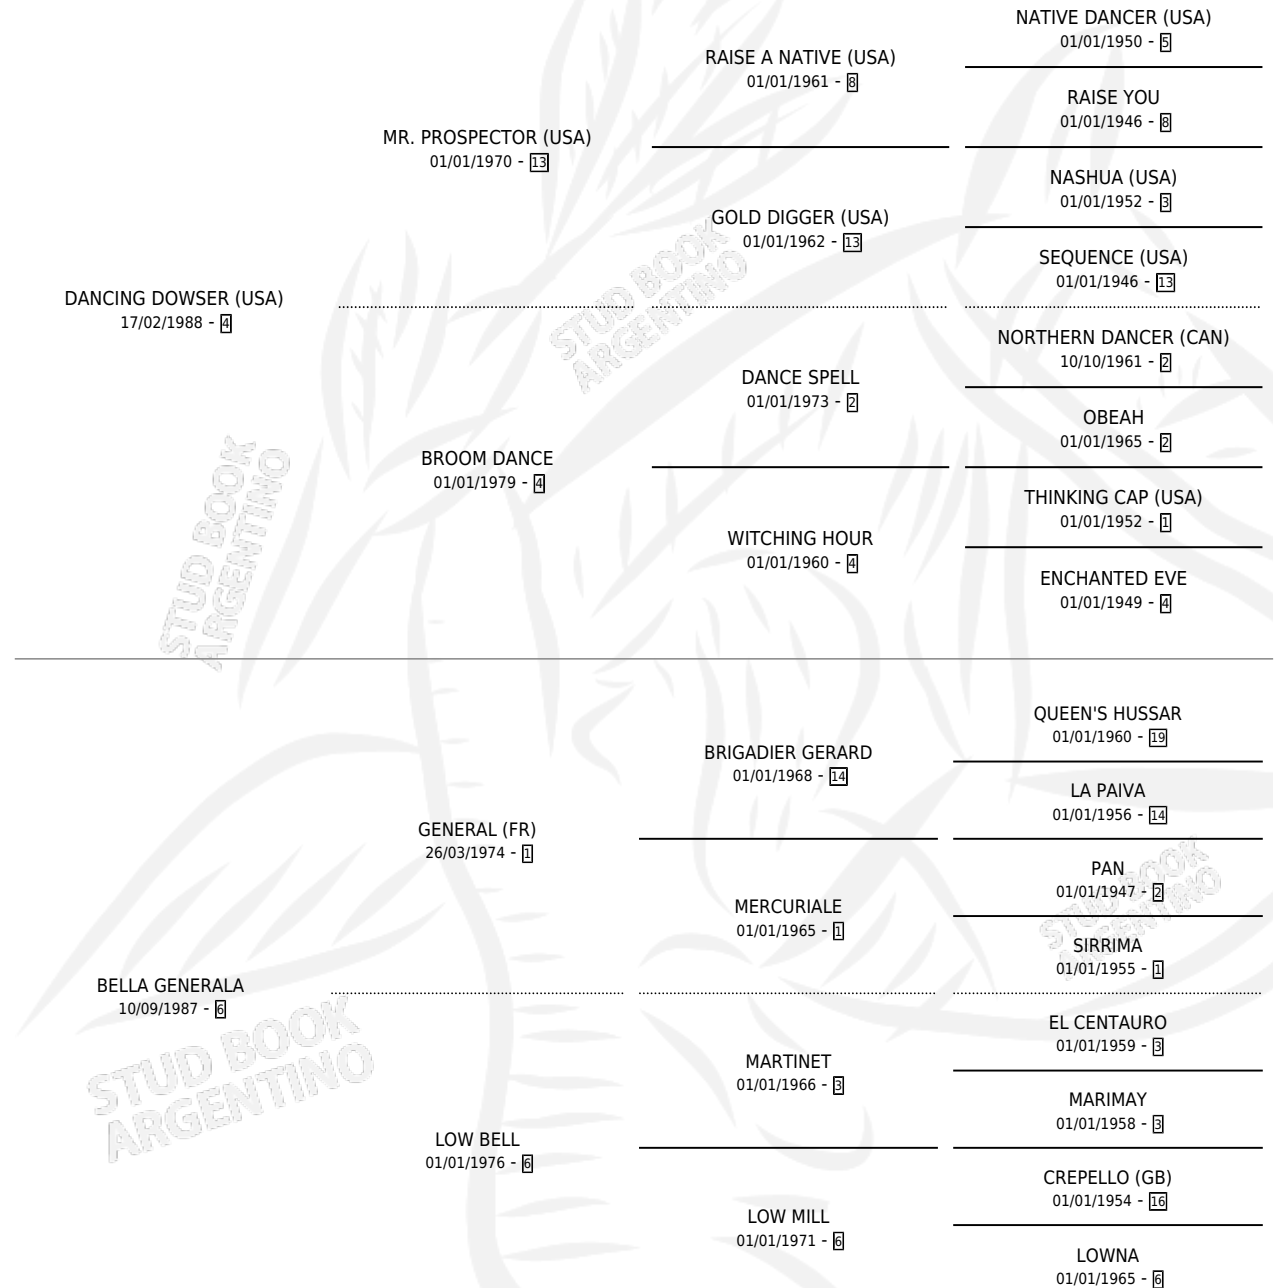 NATIVE DANCER (USA)
01/01/1950 - 5
RAISE A NATIVE (USA)
01/01/1961 - 8
RAISE YOU
01/01/1946 - 8
MR. PROSPECTOR (USA)
01/01/1970 - 13
NASHUA (USA)
01/01/1952 - 3
GOLD DIGGER (USA)
01/01/1962 - 13
SEQUENCE (USA)
01/01/1946 - 13
DANCING DOWSER (USA)
17/02/1988 - 4
STUD BOOK
ARGENTINO
NORTHERN DANCER (CAN)
10/10/1961 - 2
DANCE SPELL
01/01/1973 - 2
OBEAH
01/01/1965 - 2
BROOM DANCE
01/01/1979 - 4
STUD BOOK
ARGENTINO
THINKING CAP (USA)
01/01/1952 - 1
WITCHING HOUR
01/01/1960 - 4
ENCHANTED EVE
01/01/1949 - 4
QUEEN'S HUSSAR
01/01/1960 - 19
BRIGADIER GERARD
01/01/1968 - 14
LA PAIVA
01/01/1956 - 14
GENERAL (FR)
26/03/1974 - 1
PAN
01/01/1947 - 2
MERCURIALE
01/01/1965 - 1
STUD BOOK
ARGENTINO
SIRRIMA
01/01/1955 - 1
BELLA GENERALA
10/09/1987 - 6
STUD BOOK
ARGENTINO
EL CENTAURO
01/01/1959 - 3
MARTINET
01/01/1966 - 3
MARIMAY
01/01/1958 - 3
LOW BELL
01/01/1976 - 6
CREPELLO (GB)
01/01/1954 - 16
LOW MILL
01/01/1971 - 6
LOWNA
01/01/1965 - 6